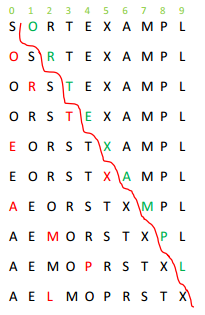 0 1 2 3 4 5 6 7 8 9
S O R T E X A M P L
O S R T E X A M P L
O R S T E X A M P L
O R S T E X A M P L
E O R S T X A M P L
E O R S T X A M P L
A E O R S T X M P L
A E M O R S T X P L
A E M O P R S T X L
A E L M O P R S T X